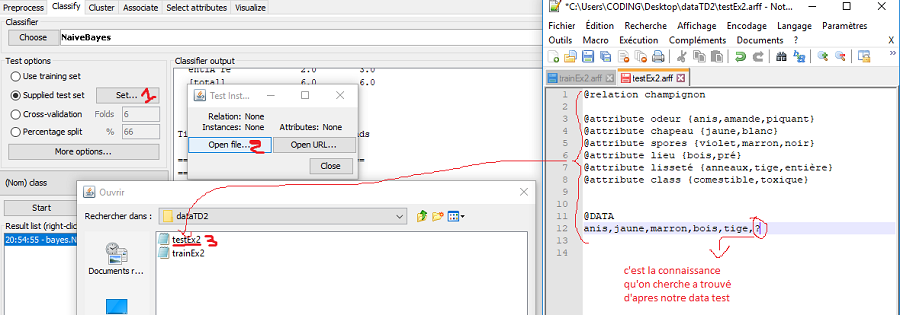 Preprocess Classify Cluster Associate Select attributes Visualize
Classifier
Choose NaiveBayes
Test options
Use training set
Supplied test set Set... 1
Cross-validation Folds 6
Percentage split % 66
More options...
(Nom) class
Start
Result list (right-clic
20:54:55 - bayes.N
Classifier output
2.0 3.0
[total] 6.0 6.0
Test Inst...
Relation: None
Instances: None Attributes: None
Open file... 2 Open URL...
Close
Ouvrir
Rechercher dans : dataTD2
Documents r...
testEx2 3
trainEx2
*C:\Users\CODING\Desktop\dataTD2\testEx2.arff - Not...
Fichier Édition Recherche Affichage Encodage Langage Paramètres
Outils Macro Exécution Compléments Documents ?
trainEx2.arff testEx2.arff
1 @relation champignon
2
3 @attribute odeur {anis,amande,piquant}
4 @attribute chapeau {jaune,blanc}
5 @attribute spores {violet,marron,noir}
6 @attribute lieu {bois,pré}
7 @attribute lisseté {anneaux,tige,entière}
8 @attribute class {comestible,toxique}
9
10
11 @DATA
12 anis,jaune,marron,bois,tige,?
13
14
c'est la connaissance
qu'on cherche a trouvé
d'apres notre data test